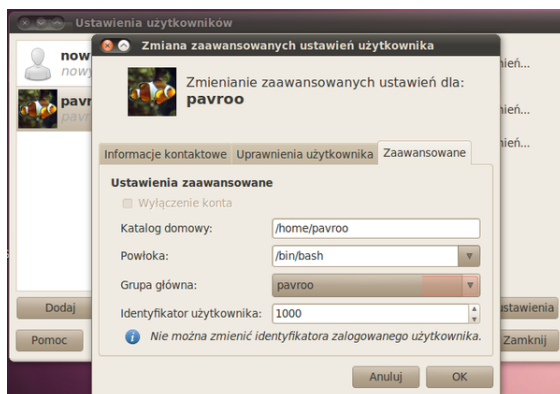 Ustawienia użytkowników
Zmiana zaawansowanych ustawień użytkownika
Zmienianie zaawansowanych ustawień dla:
pavroo
Informacje kontaktowe Uprawnienia użytkownika Zaawansowane
Ustawienia zaawansowane
Wyłączenie konta
Katalog domowy: /home/pavroo
Powłoka: /bin/bash
Grupa główna: pavroo
Identyfikator użytkownika: 1000
Nie można zmienić identyfikatora zalogowanego użytkownika.
Anuluj OK
Dodaj
Pomoc
Zamknij